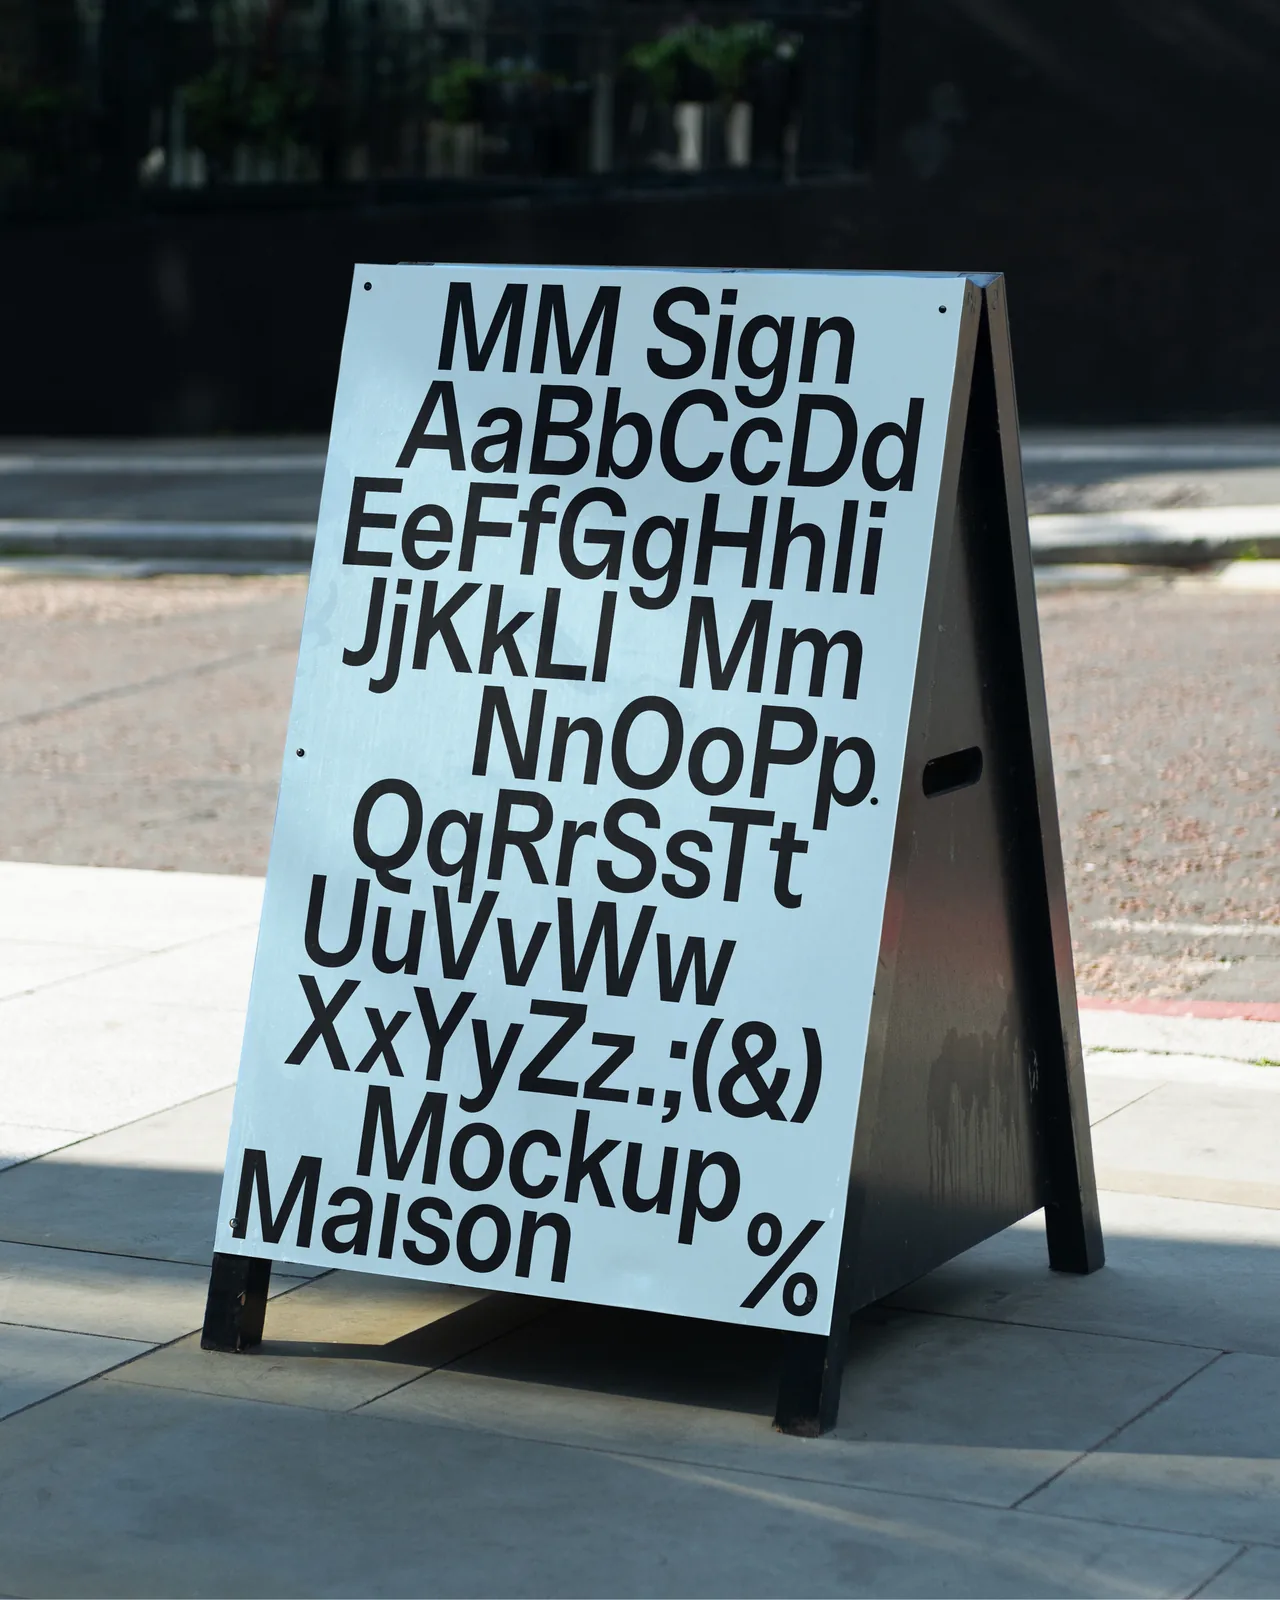 MM Sign
AaBbCcDd
EeFfGgHhIi
JjKkLl Mm
NnOoPp.
QqRrSsTt
UuVvWw
XxYyZz.,;(&)
Mockup
Maison %